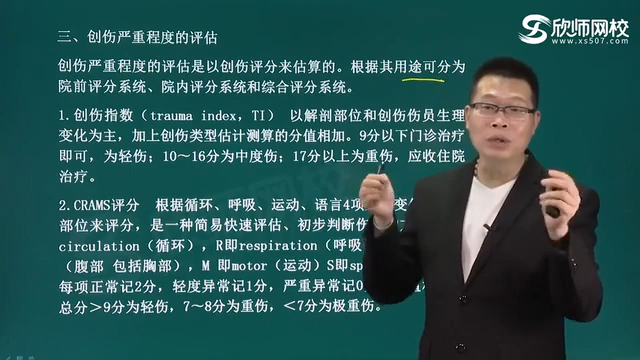 欣师网校
www.xs507.com
三、创伤严重程度的评估
创伤严重程度的评估是以创伤评分来估算的。根据其用途可分为
院前评分系统、院内评分系统和综合评分系统。
1.创伤指数（trauma index，TI） 以解剖部位和创伤伤员生理
变化为主，加上创伤类型估计测算的分值相加。9分以下门诊治疗
即可，为轻伤；10～16分为中度伤；17分以上为重伤，应收住院
治疗。
2.CRAMS评分 根据循环、呼吸、运动、语言4项
部位来评分，是一种简易快速评估、初步判断伤
circulation（循环），R即respiration（呼吸
（腹部 包括胸部），M 即motor（运动）S即sp
每项正常记2分，轻度异常记1分，严重异常记0
总分＞9分为轻伤，7～8分为重伤，＜7分为极重伤。